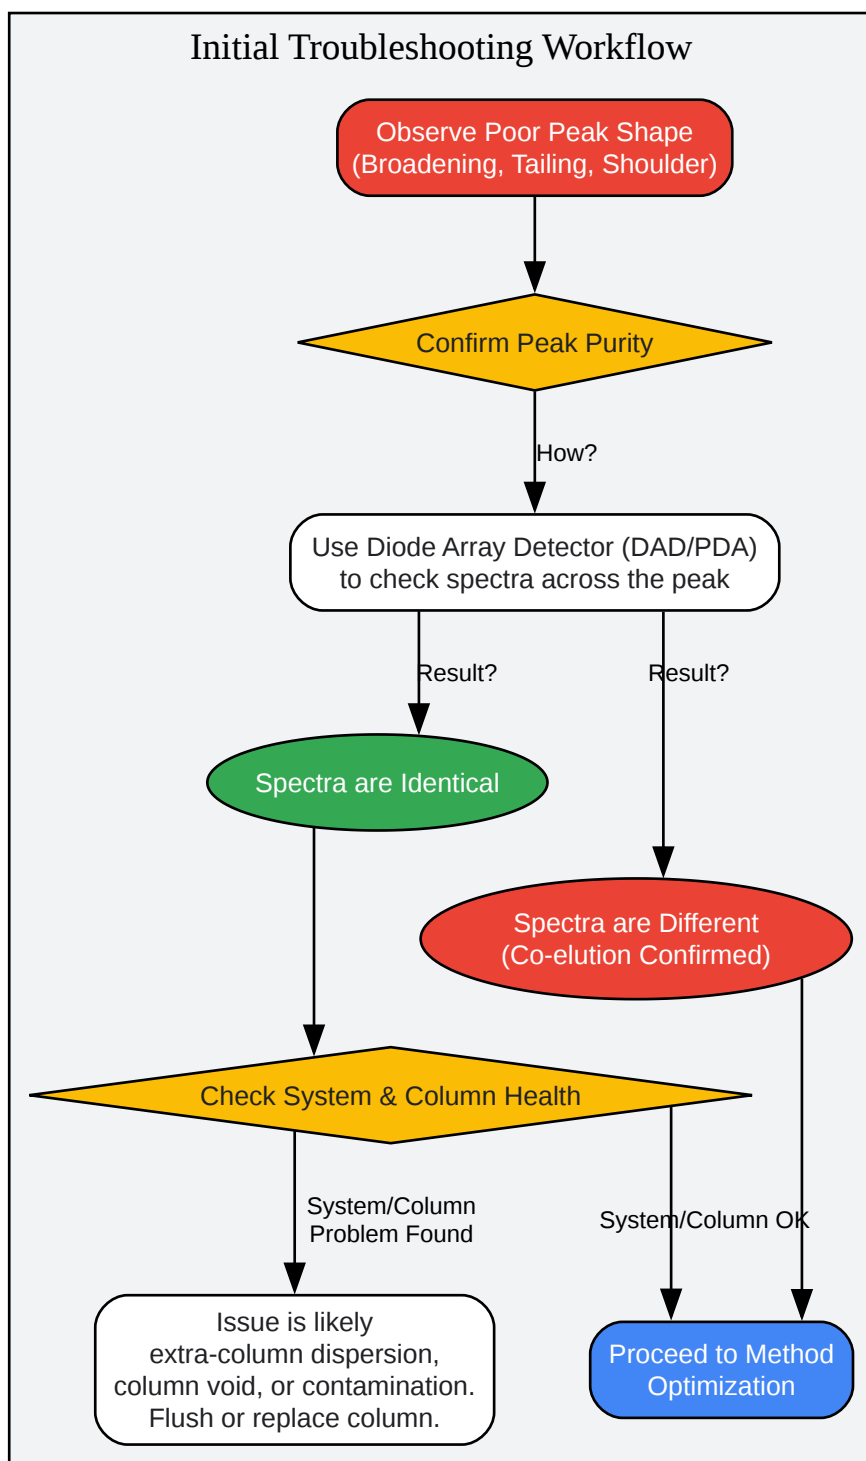 Initial Troubleshooting Workflow
Observe Poor Peak Shape
(Broadening, Tailing, Shoulder)
Confirm Peak Purity
How?
Use Diode Array Detector (DAD/PDA)
to check spectra across the peak
Result?
Result?
Spectra are Identical
Spectra are Different
(Co-elution Confirmed)
Check System & Column Health
System/Column
Problem Found
System/Column OK
Issue is likely
extra-column dispersion,
column void, or contamination.
Flush or replace column.
Proceed to Method
Optimization